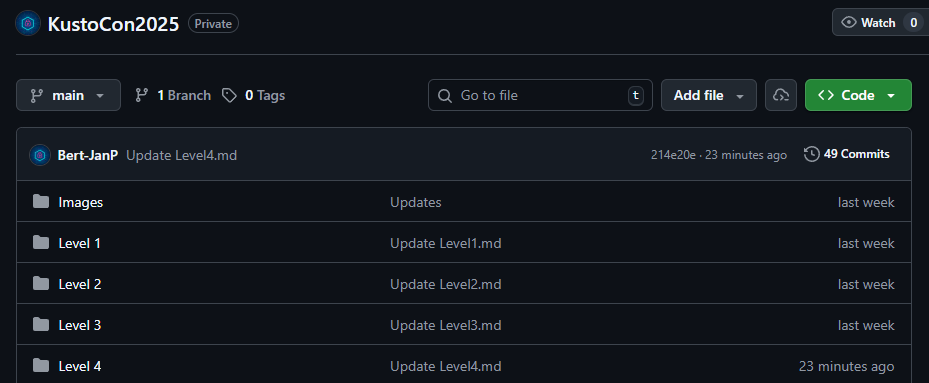 KustoCon2025 Private Watch 0
main 1 Branch 0 Tags Go to file t Add file Code
Bert-JanP Update Level4.md 214e20e · 23 minutes ago 49 Commits
Images Updates last week
Level 1 Update Level1.md last week
Level 2 Update Level2.md last week
Level 3 Update Level3.md last week
Level 4 Update Level4.md 23 minutes ago